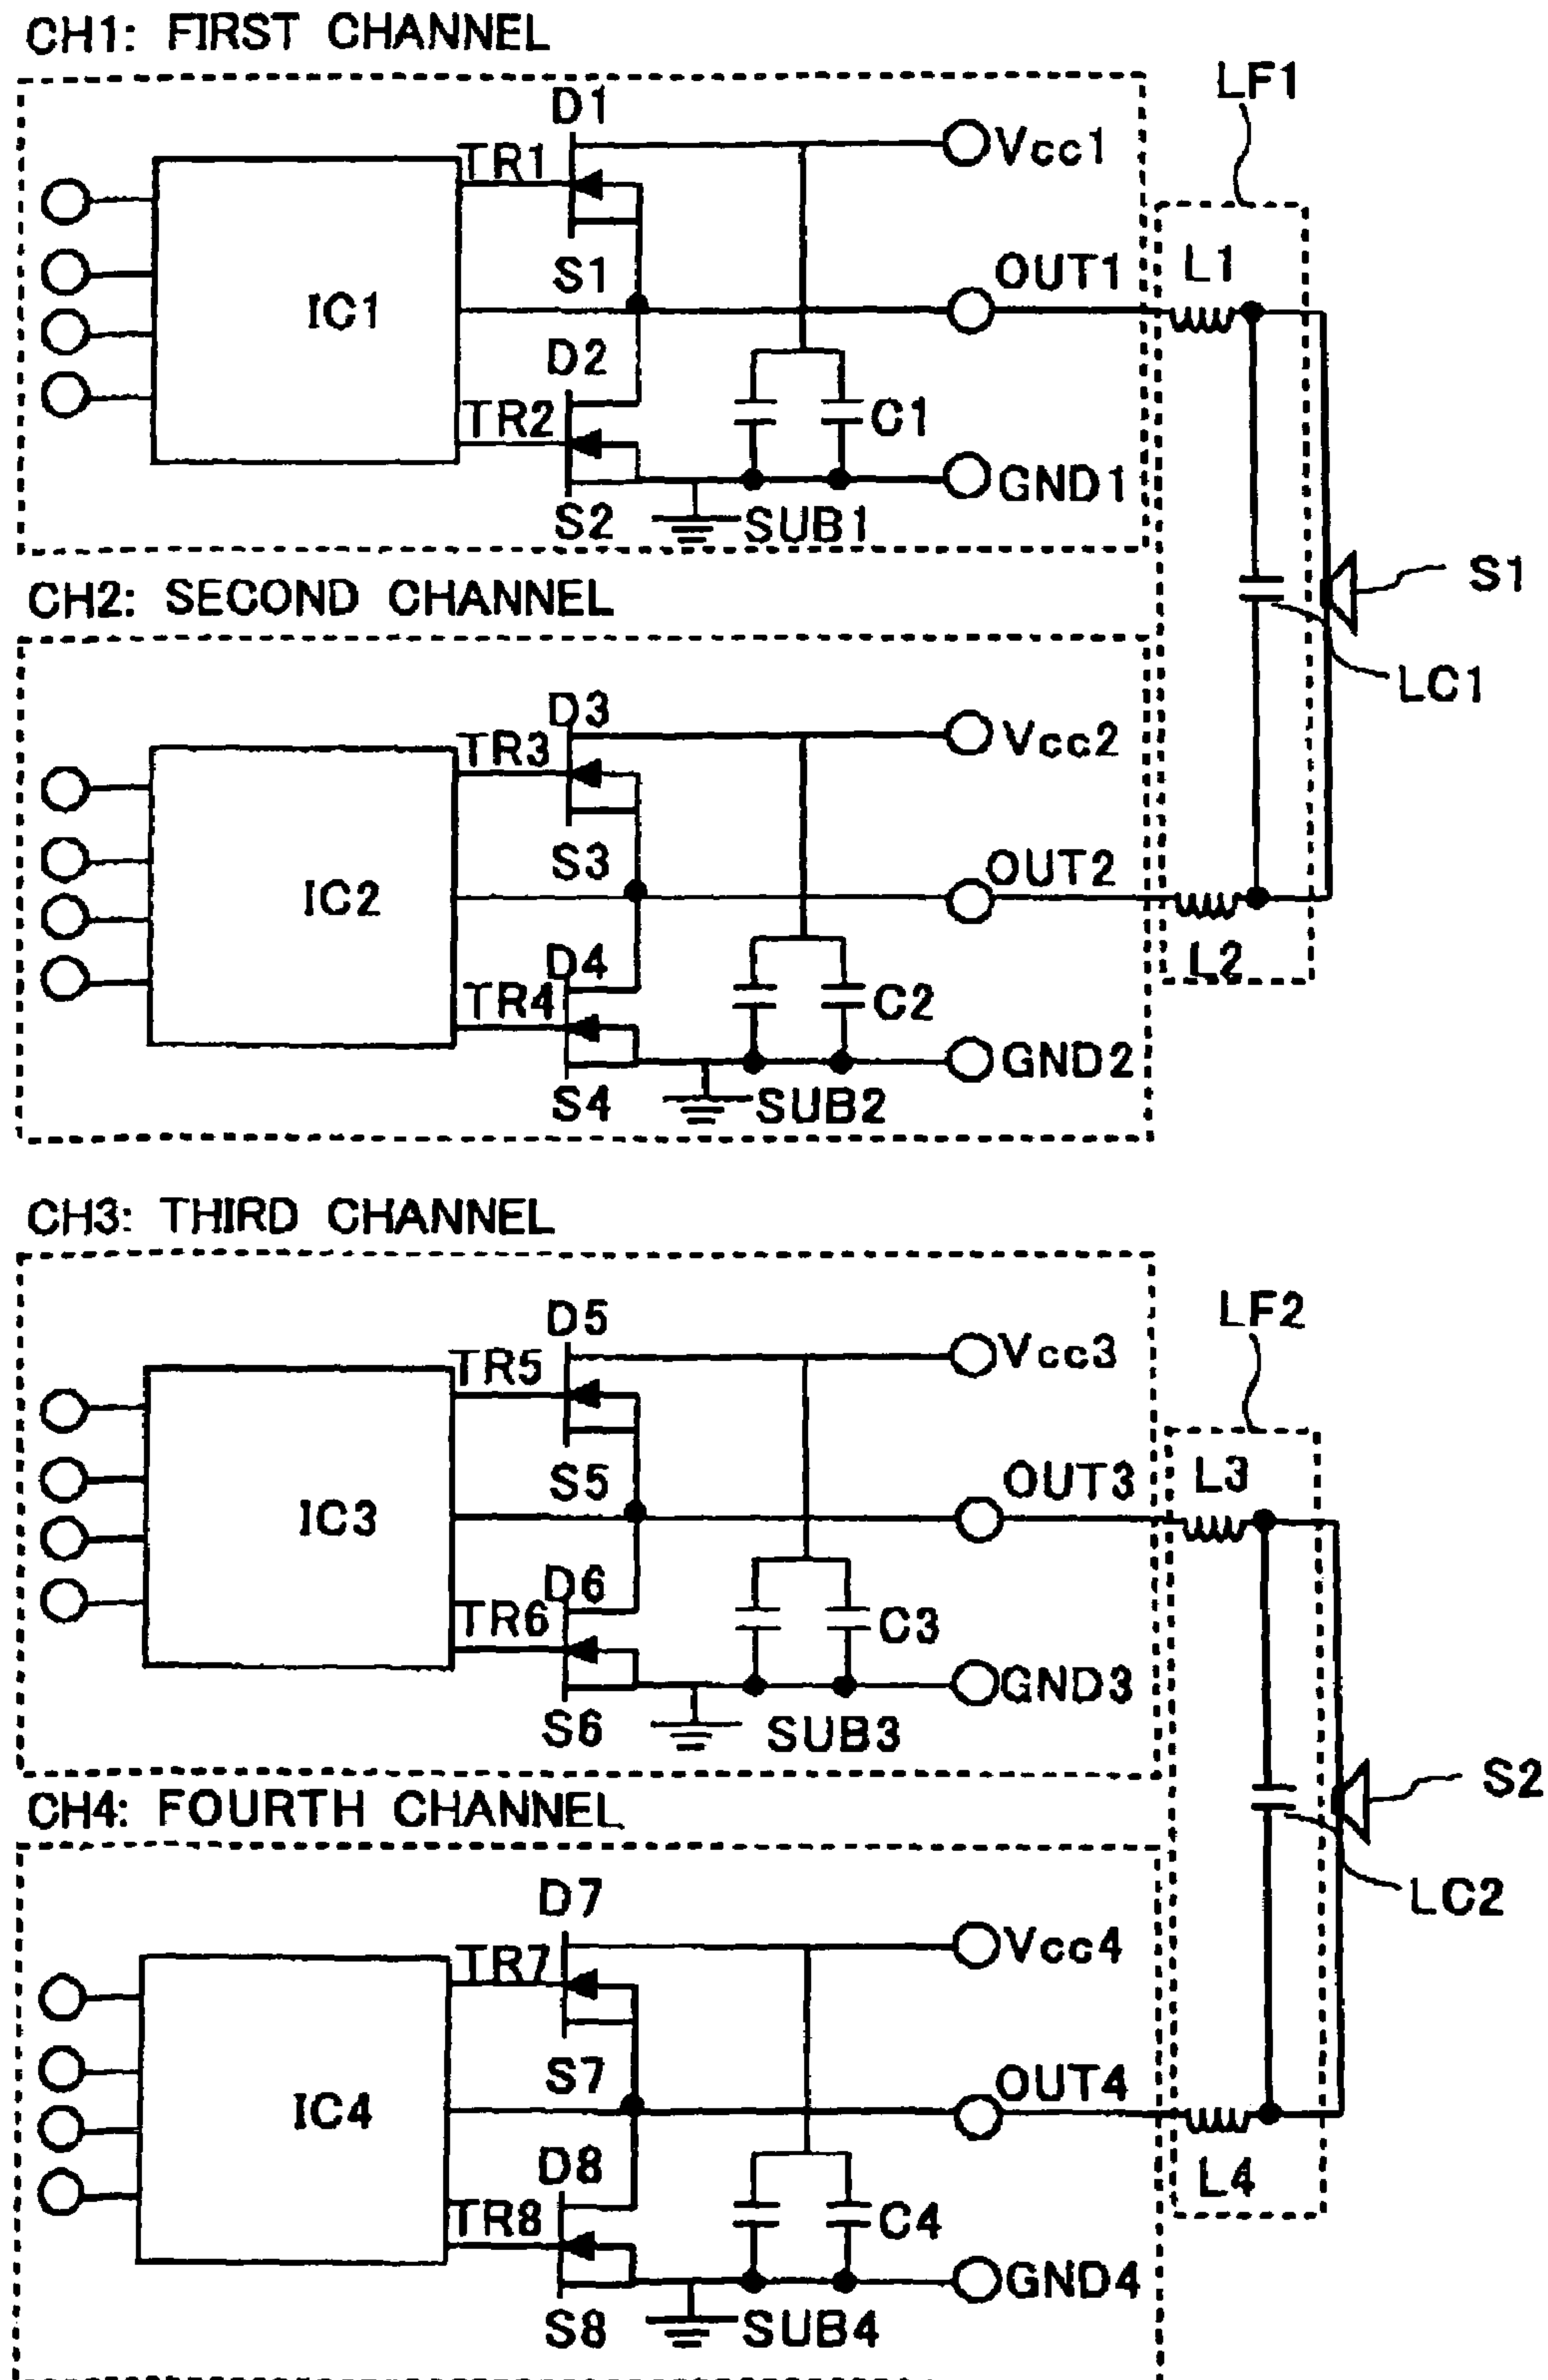 CH1: FIRST CHANNEL
LF1
D1
TR1
Vcc1
S1
OUT1
L1
IC1
D2
TR2
C1
GND1
S2
SUB1
S1
LC1
CH2: SECOND CHANNEL
D3
TR3
Vcc2
S3
OUT2
IC2
D4
L2
TR4
C2
GND2
S4
SUB2
CH3: THIRD CHANNEL
LF2
D5
TR5
Vcc3
S5
OUT3
L3
IC3
D6
TR6
C3
GND3
S6
SUB3
S2
LC2
CH4: FOURTH CHANNEL
D7
TR7
Vcc4
S7
OUT4
IC4
D8
L4
TR8
C4
GND4
S8
SUB4